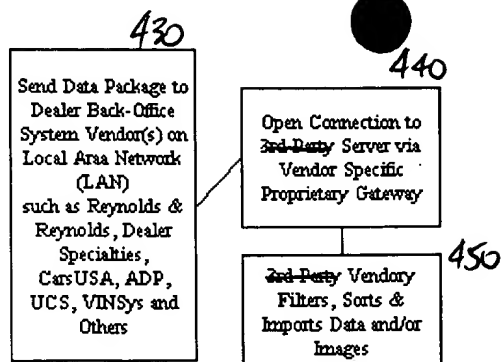 430
Send Data Package to
Dealer Back-Office
System Vendor(s) on
Local Area Network
(LAN)
such as Reynolds &
Reynolds, Dealer
Specialties,
CarsUSA, ADP,
UCS, VINSys and
Others
440
Open Connection to
3rd-Party Server via
Vendor Specific
Proprietary Gateway
450
3rd-Party Vendory
Filters, Sorts &
Imports Data and/or
Images